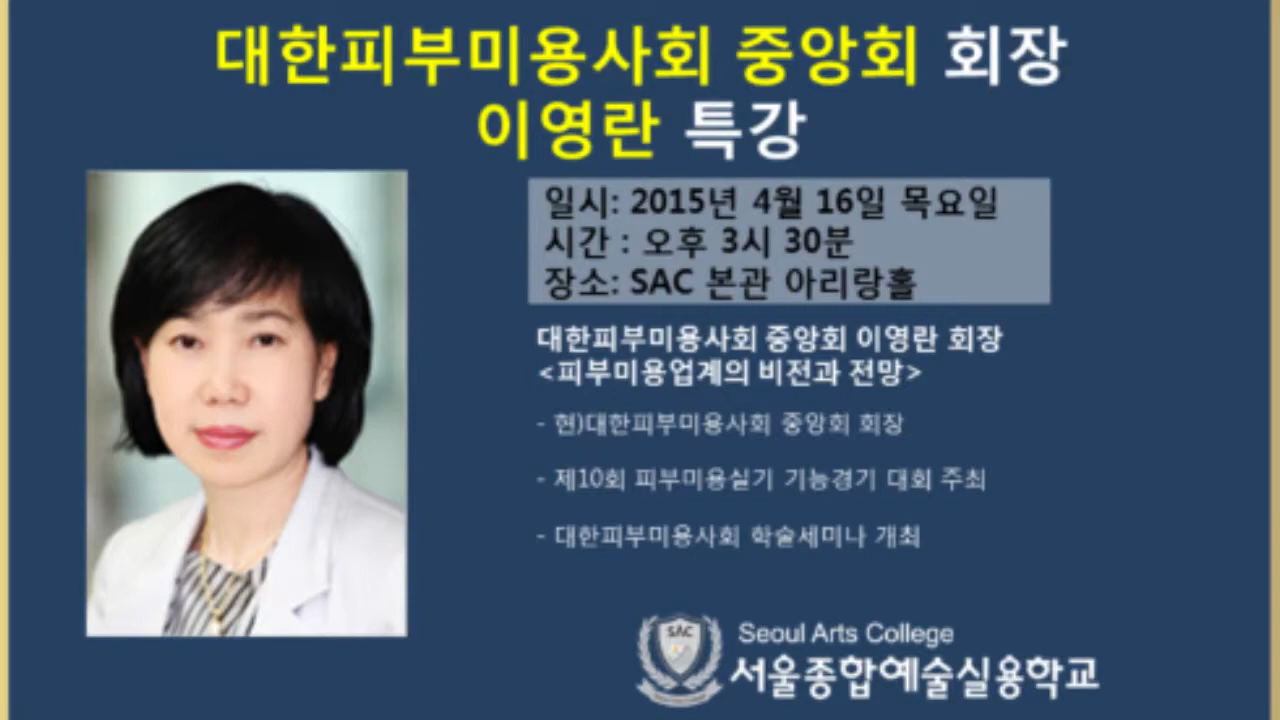 대한피부미용사회 중앙회 회장
이영란 특강
일시: 2015년 4월 16일 목요일
시간 : 오후 3시 30분
장소: SAC 본관 아리랑홀
대한피부미용사회 중앙회 이영란 회장
<피부미용업계의 비전과 전망>
- 현)대한피부미용사회 중앙회 회장
- 제10회 피부미용실기 기능경기 대회 주최
- 대한피부미용사회 학술세미나 개최
SAC
Seoul Arts College
서울종합예술실용학교